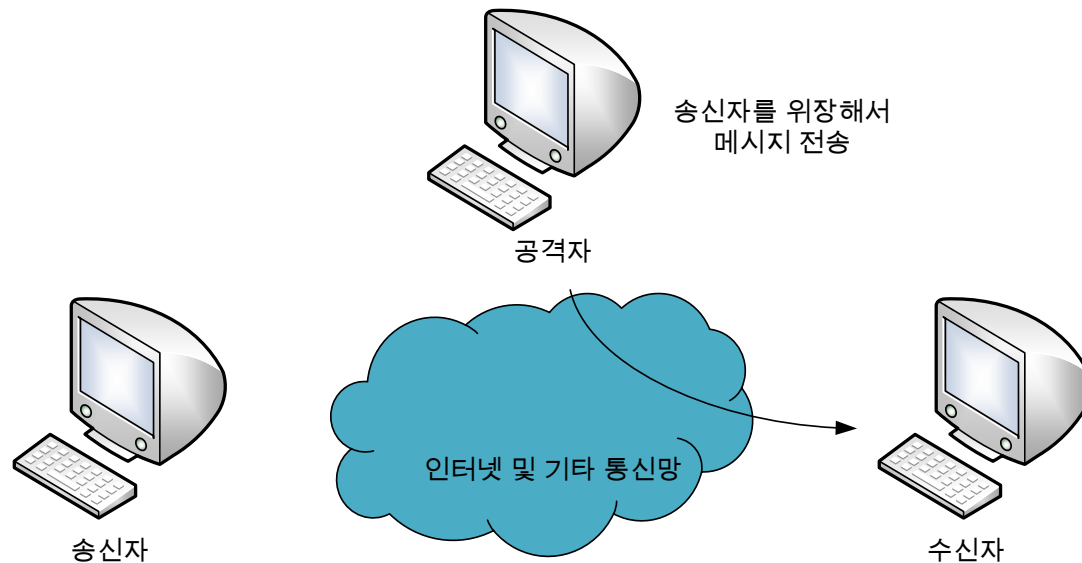 송신자를 위장해서
메시지 전송
공격자
인터넷 및 기타 통신망
송신자
수신자